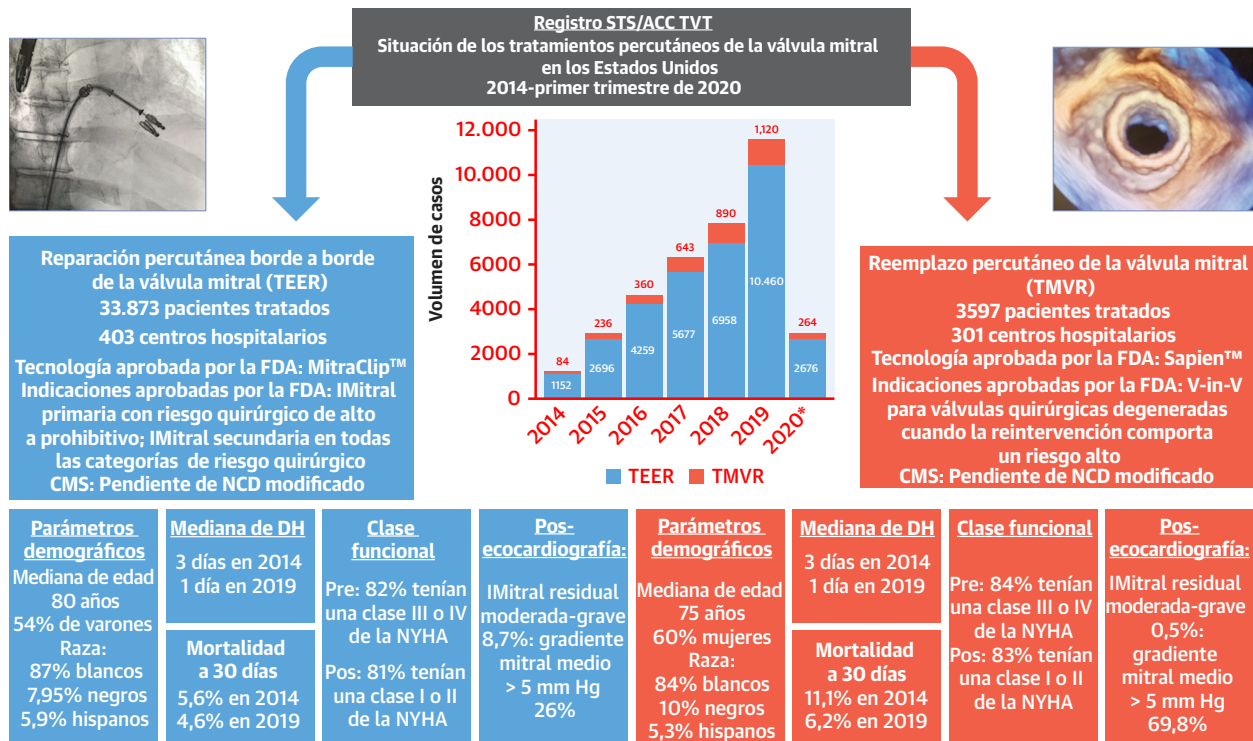 Registro STS/ACC TVT
Situación de los tratamientos percutáneos de la válvula mitral
en los Estados Unidos
2014-primer trimestre de 2020
Reparación percutánea borde a borde
de la válvula mitral (TEER)
33.873 pacientes tratados
403 centros hospitalarios
Tecnología aprobada por la FDA: MitraClip™
Indicaciones aprobadas por la FDA: IMitral
primaria con riesgo quirúrgico de alto
a prohibitivo; IMitral secundaria en todas
las categorías de riesgo quirúrgico
CMS: Pendiente de NCD modificado
Volumen de casos
12.000
10.000
8000
6000
4000
2000
0
84
1152
236
2696
360
4259
643
5677
890
6958
1,120
10.460
264
2676
2014
2015
2016
2017
2018
2019
2020*
TEER
TMVR
Reemplazo percutáneo de la válvula mitral
(TMVR)
3597 pacientes tratados
301 centros hospitalarios
Tecnología aprobada por la FDA: Sapien™
Indicaciones aprobadas por la FDA: V-in-V
para válvulas quirúrgicas degeneradas
cuando la reintervención comporta
un riesgo alto
CMS: Pendiente de NCD modificado
Parámetros
demográficos
Mediana de edad
80 años
54% de varones
Raza:
87% blancos
7,95% negros
5,9% hispanos
Mediana de DH
3 días en 2014
1 día en 2019
Mortalidad
a 30 días
5,6% en 2014
4,6% en 2019
Clase
funcional
Pre: 82% tenían
una clase III o IV
de la NYHA
Pos: 81% tenían
una clase I o II
de la NYHA
Pos-
ecocardiografía:
IMitral residual
moderada-grave
8,7%: gradiente
mitral medio
> 5 mm Hg
26%
Parámetros
demográficos
Mediana de edad
75 años
60% mujeres
Raza:
84% blancos
10% negros
5,3% hispanos
Mediana de DH
3 días en 2014
1 día en 2019
Mortalidad
a 30 días
11,1% en 2014
6,2% en 2019
Clase funcional
Pre: 84% tenían
una clase III o IV
de la NYHA
Pos: 83% tenían
una clase I o II
de la NYHA
Pos-
ecocardiografía:
IMitral residual
moderada-grave
0,5%:
gradiente
mitral medio
> 5 mm Hg
69,8%